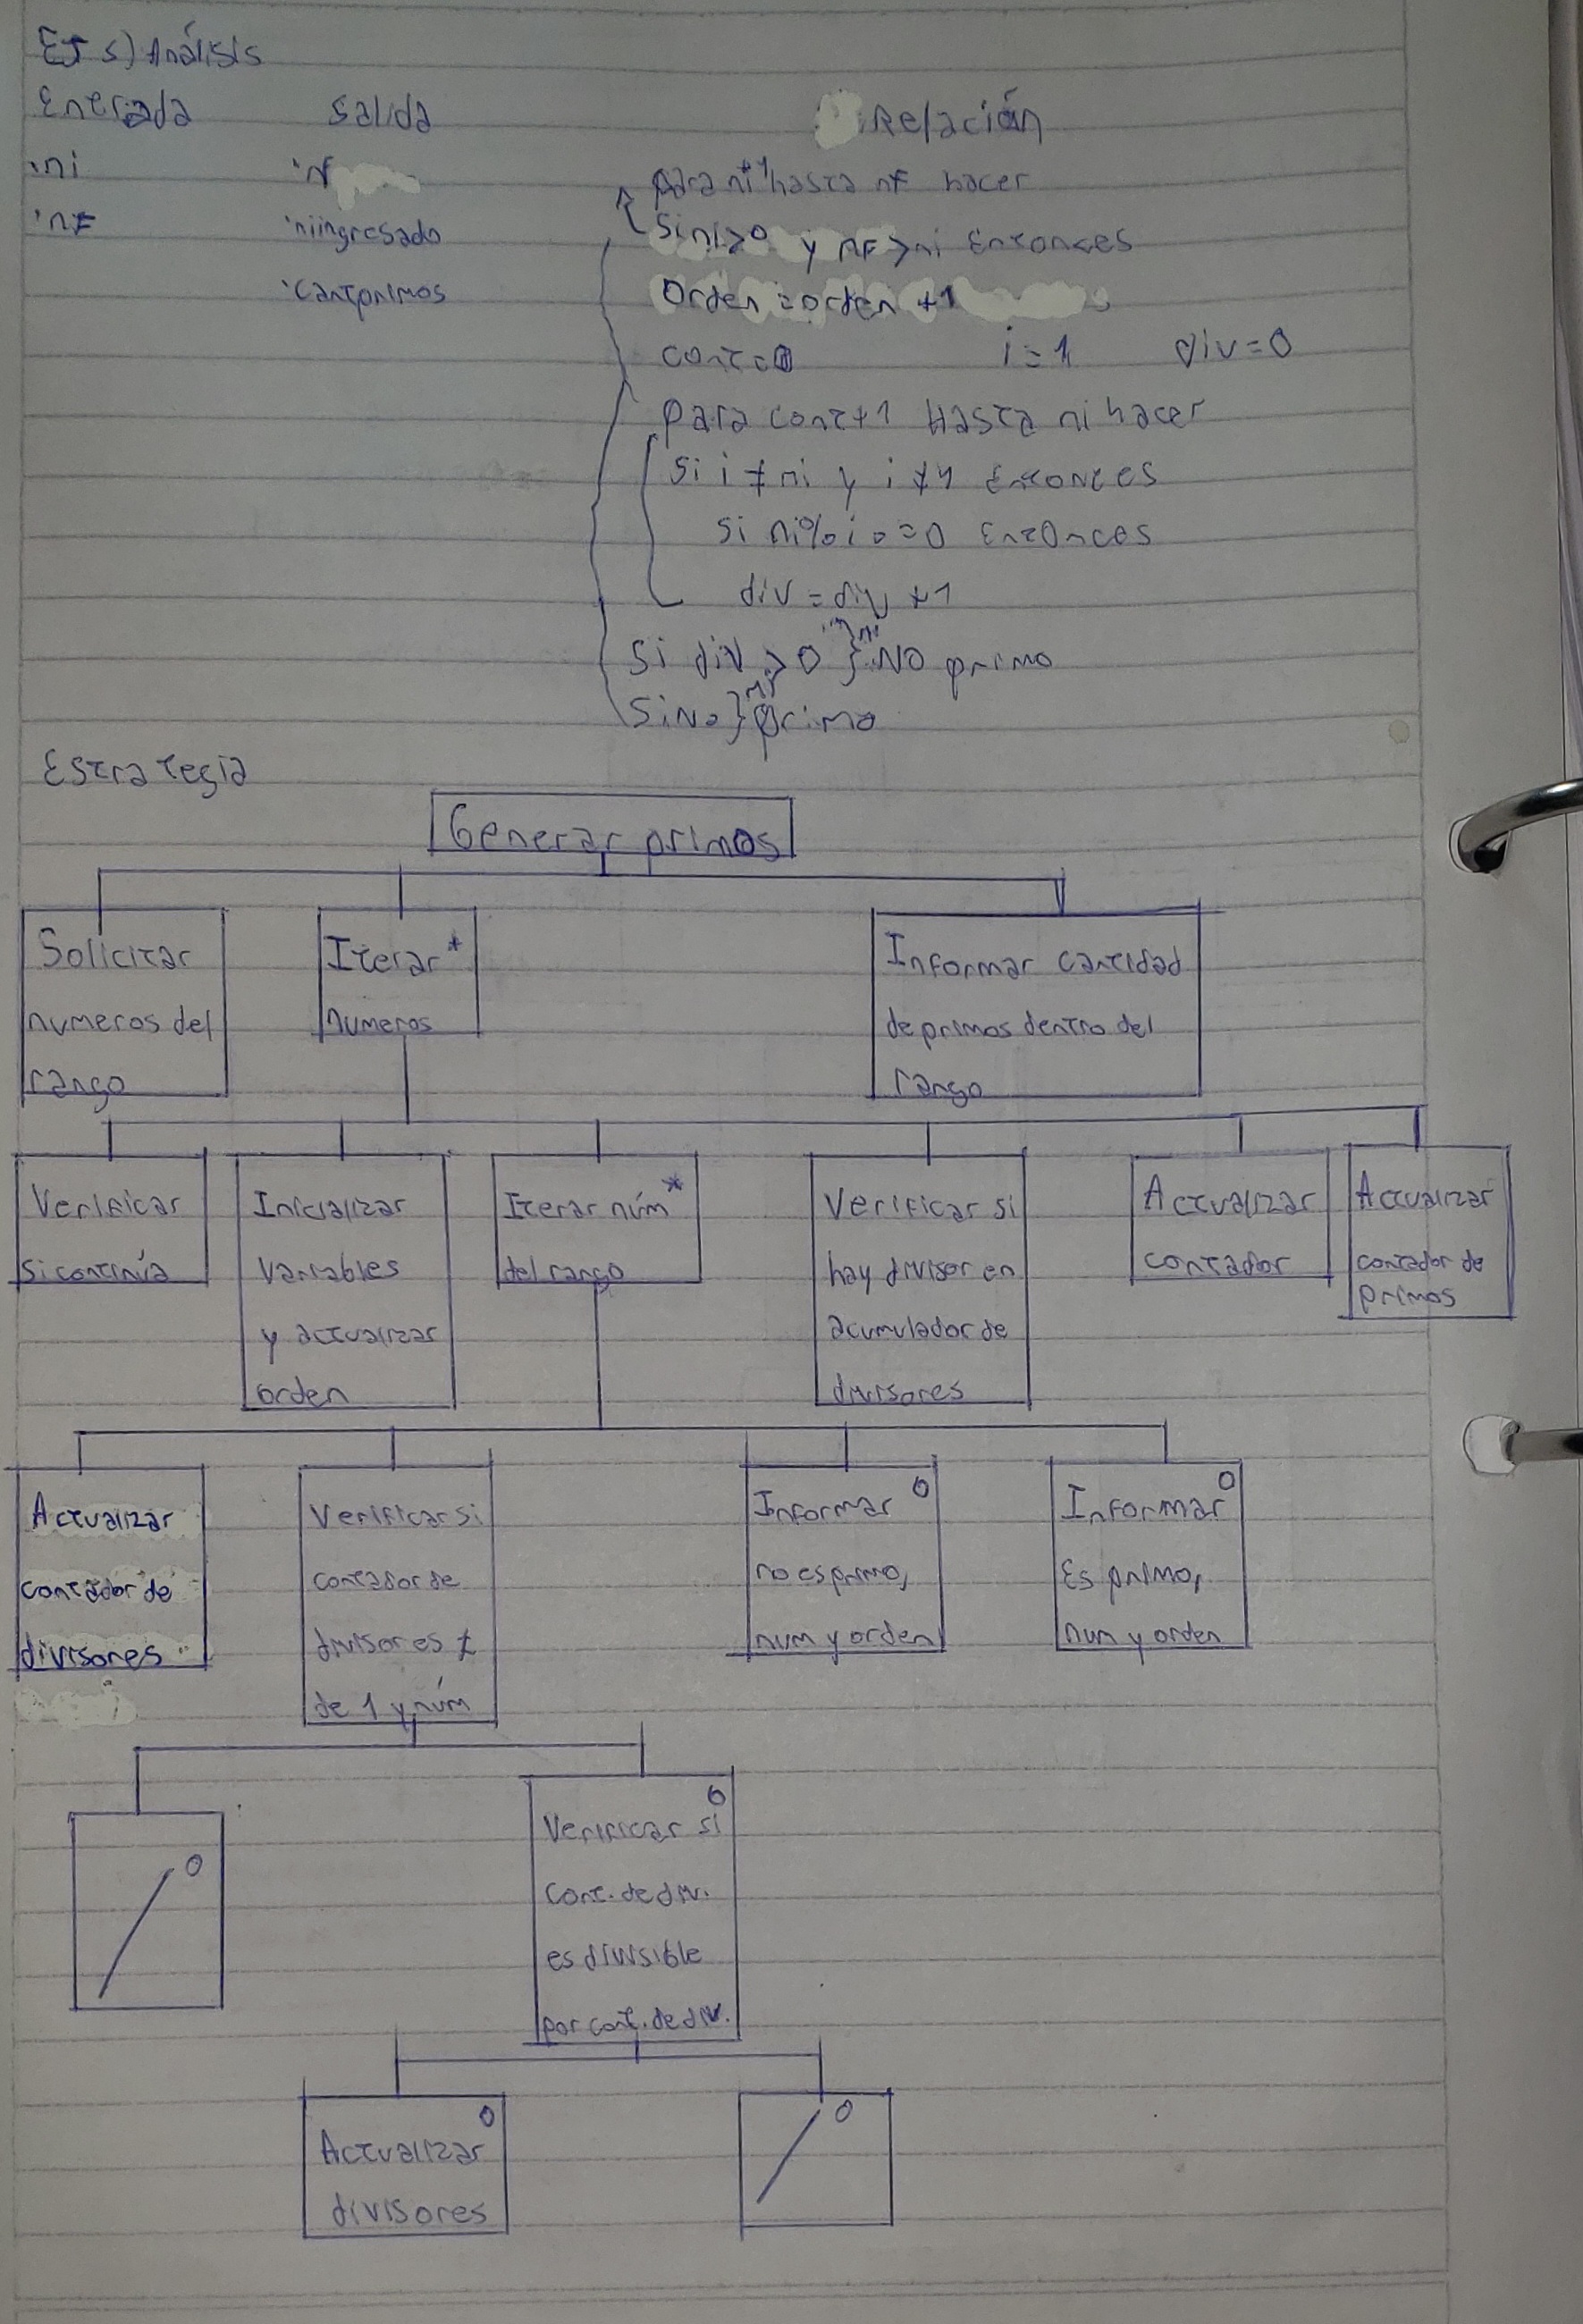 EJ 5) Análisis
Entrada Salida Relación
·ni ·nf para ni+1 hasta nf hacer
·nf ·niingresado Si ni>0 y nf>ni Entonces
·cantprimos Orden = orden +1
cont=0 i=1 div=0
para cont+1 Hasta ni hacer
Si i≠ni y i≠1 Entonces
si ni%i==0 Entonces
div = div +1
Si div >0 } "ni" NO primo
SiNo } ni primo
Estrategia
Generar primos
Solicitar
numeros del
rango
Iterar *
numeros
Informar cantidad
de primos dentro del
rango
Verificar
si continúa
Inicializar
variables
y actualizar
orden
Iterar núm *
del rango
Verificar si
hay divisor en
acumulador de
divisores
Actualizar
contador
Actualizar
contador de
primos
Actualizar
contador de
divisores
Verificar si
contador de
divisores ≠
de 1 y núm
Informar o
no es primo,
num y orden
Informar o
Es primo,
num y orden
o
o
Verificar si
cont. de div.
es divisible
por cont. de div.
o
Actualizar
divisores
o